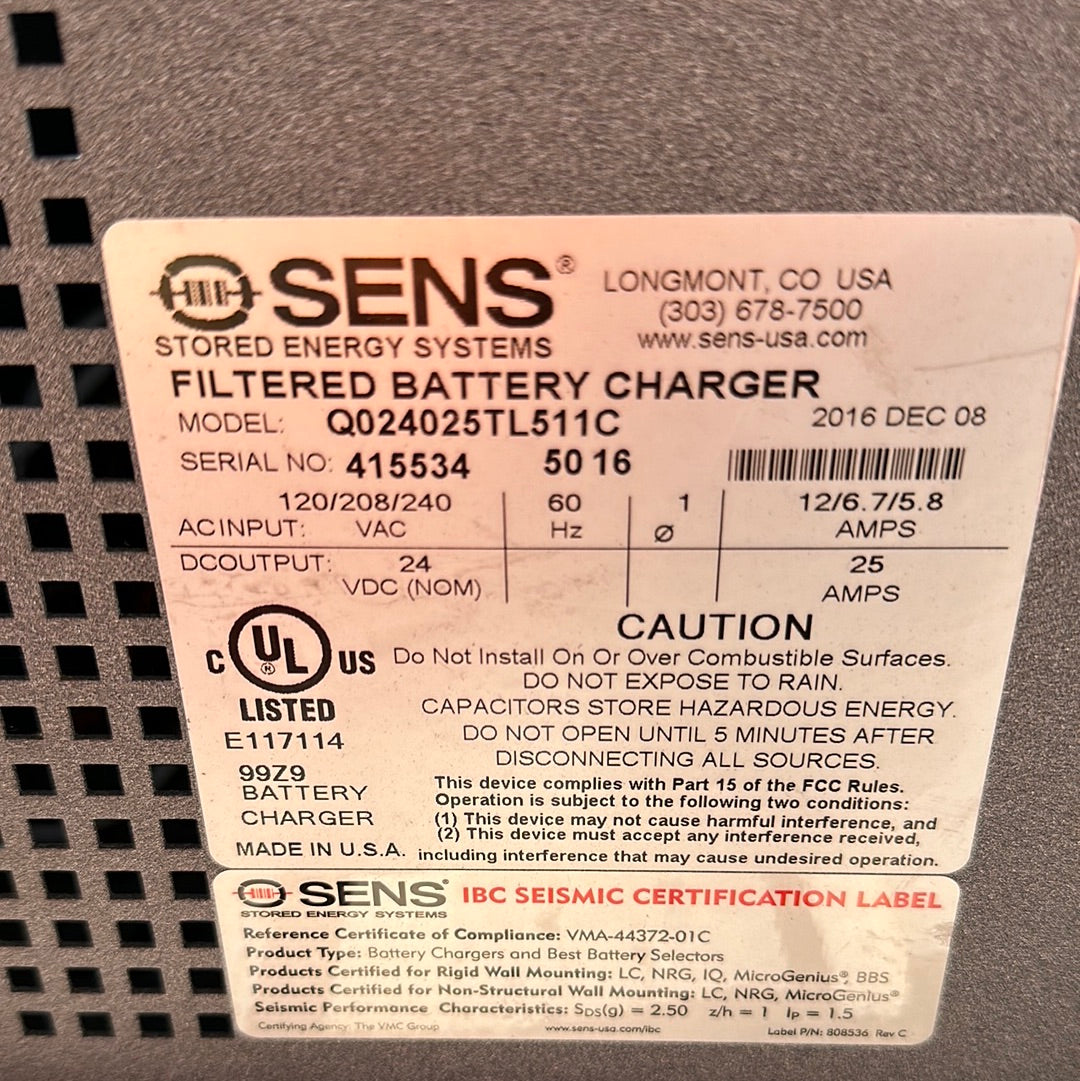 SENS®
LONGMONT, CO USA
(303) 678-7500
www.sens-usa.com
STORED ENERGY SYSTEMS
FILTERED BATTERY CHARGER
MODEL: Q024025TL511C 2016 DEC 08
SERIAL NO: 415534 50 16
120/208/240 60 1 12/6.7/5.8
AC INPUT: VAC Hz Ø AMPS
DC OUTPUT: 24 25
VDC (NOM) AMPS
CAUTION
C UL® US
LISTED
E117114
99Z9
BATTERY
CHARGER
MADE IN U.S.A.
Do Not Install On Or Over Combustible Surfaces.
DO NOT EXPOSE TO RAIN.
CAPACITORS STORE HAZARDOUS ENERGY.
DO NOT OPEN UNTIL 5 MINUTES AFTER
DISCONNECTING ALL SOURCES.
This device complies with Part 15 of the FCC Rules.
Operation is subject to the following two conditions:
(1) This device may not cause harmful interference, and
(2) This device must accept any interference received,
including interference that may cause undesired operation.
SENS® IBC SEISMIC CERTIFICATION LABEL
STORED ENERGY SYSTEMS
Reference Certificate of Compliance: VMA-44372-01C
Product Type: Battery Chargers and Best Battery Selectors
Products Certified for Rigid Wall Mounting: LC, NRG, IQ, MicroGenius®, BBS
Products Certified for Non-Structural Wall Mounting: LC, NRG, MicroGenius®
Seismic Performance Characteristics: SDS(g) = 2.50 z/h = 1 Ip = 1.5
Certifying Agency: The VMC Group www.sens-usa.com/ibc Label P/N: 808536 Rev C